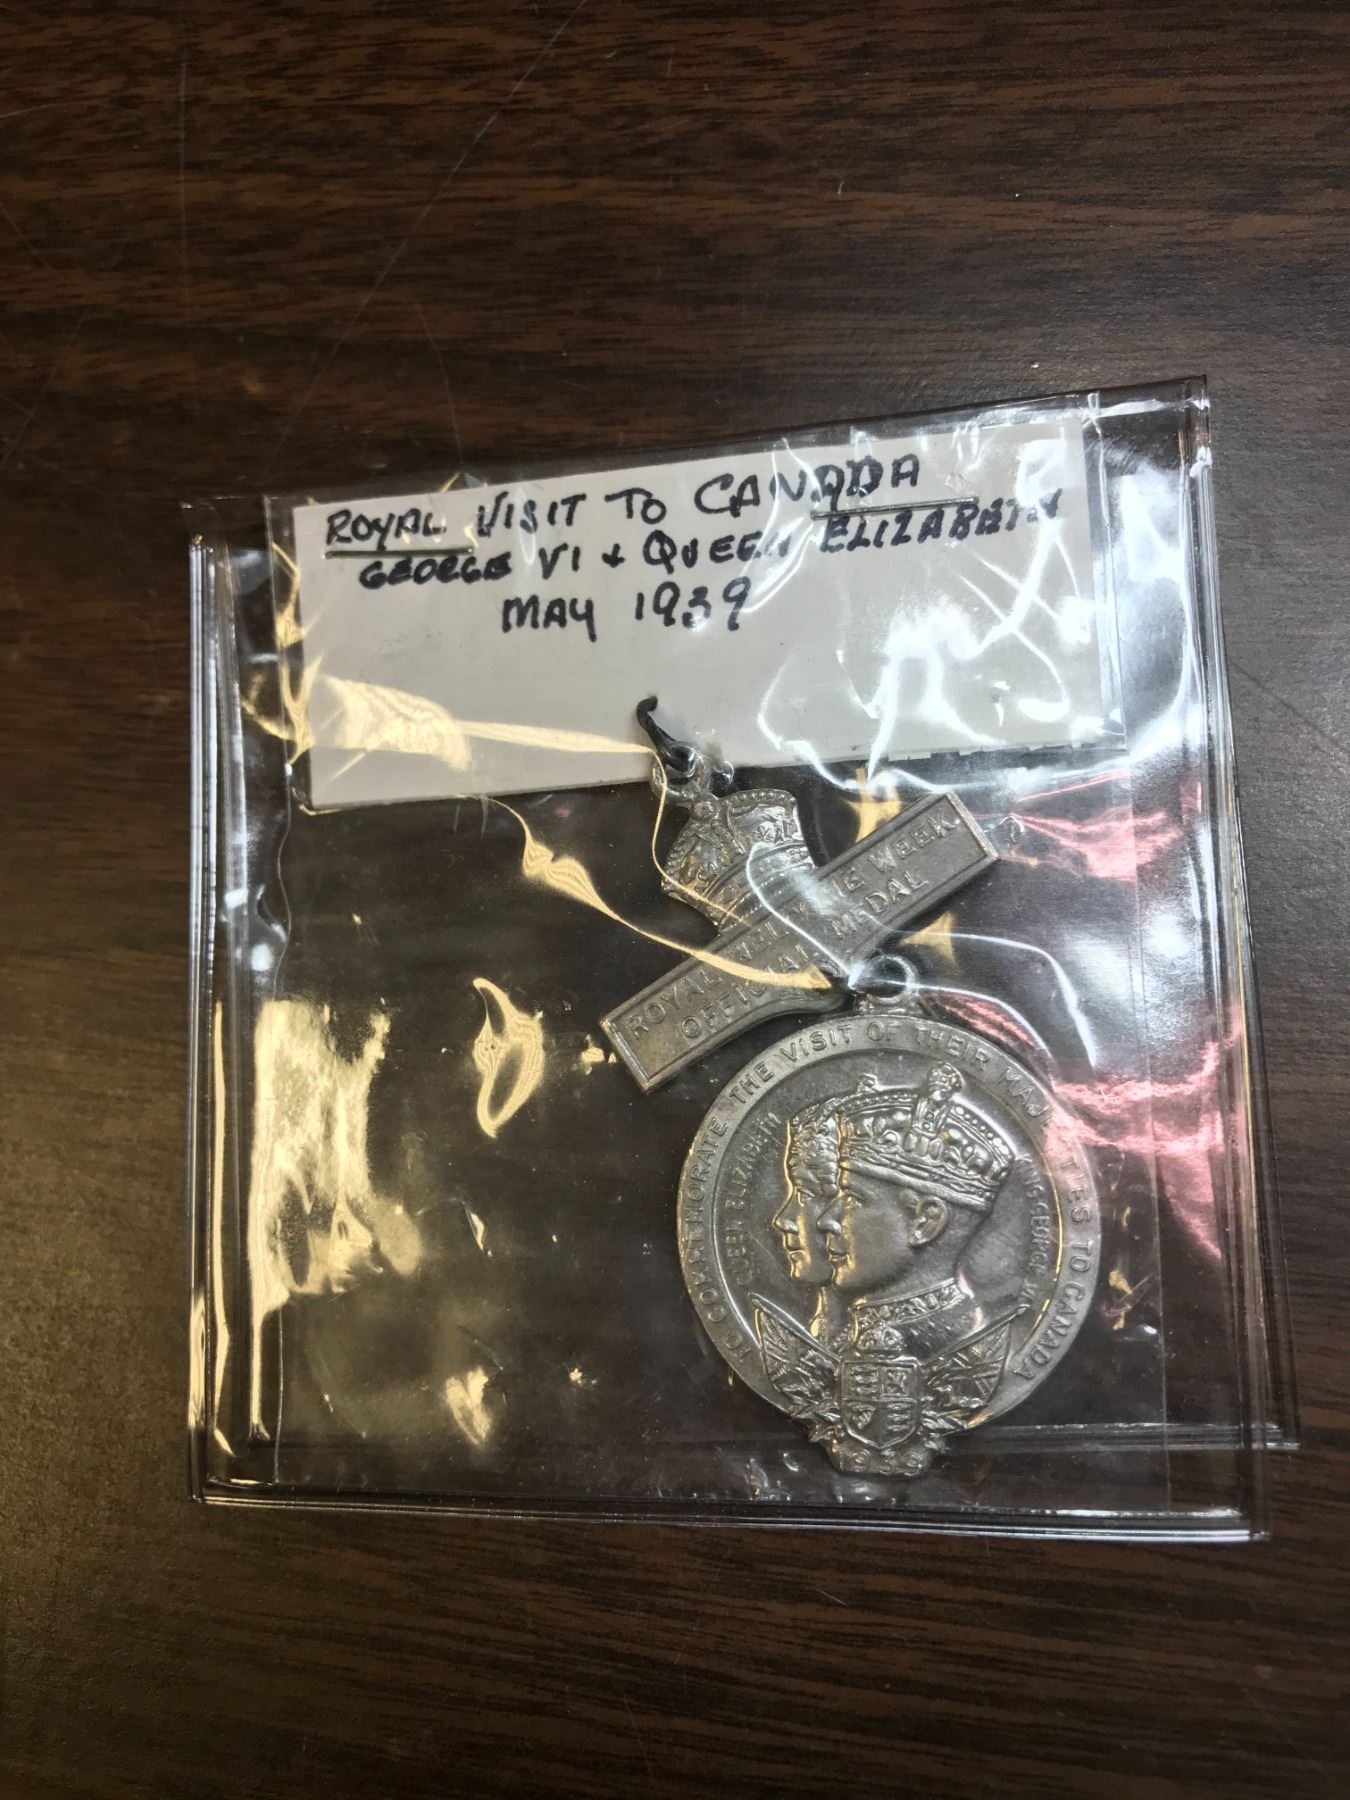 ROYAL VISIT TO CANADA
GEORGE VI + QUEEN ELIZABETH
MAY 1939
ROYAL WEEK
OFFICIAL MEDAL
TO COMMEMORATE THE VISIT OF THEIR MAJESTIES TO CANADA
QUEEN ELIZABETH
KING GEORGE VI
1939